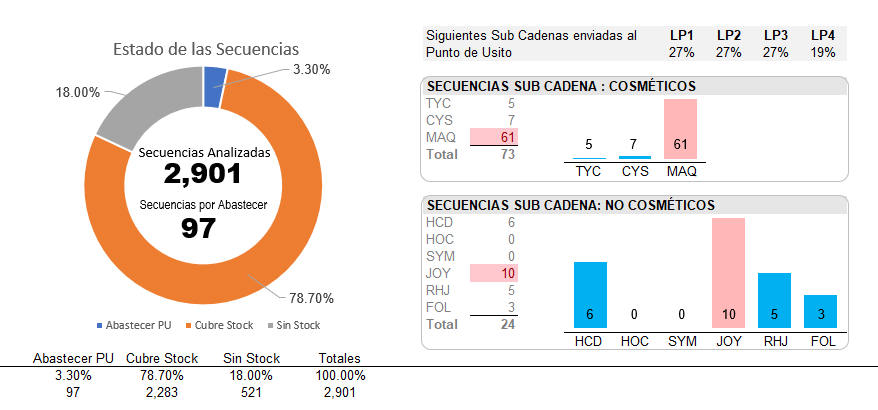 Estado de las Secuencias
3.30%
18.00%
78.70%
Secuencias Analizadas
2,901
Secuencias por Abastecer
97
Abastecer PU Cubre Stock Sin Stock
Abastecer PU Cubre Stock Sin Stock Totales
3.30% 78.70% 18.00% 100.00%
97 2,283 521 2,901
Siguientes Sub Cadenas enviadas al LP1 LP2 LP3 LP4
Punto de Usito 27% 27% 27% 19%
SECUENCIAS SUB CADENA : COSMÉTICOS
TYC 5
CYS 7
MAQ 61
Total 73
5 7 61
TYC CYS MAQ
SECUENCIAS SUB CADENA: NO COSMÉTICOS
HCD 6
HOC 0
SYM 0
JOY 10
RHJ 5
FOL 3
Total 24
6 0 0 10 5 3
HCD HOC SYM JOY RHJ FOL